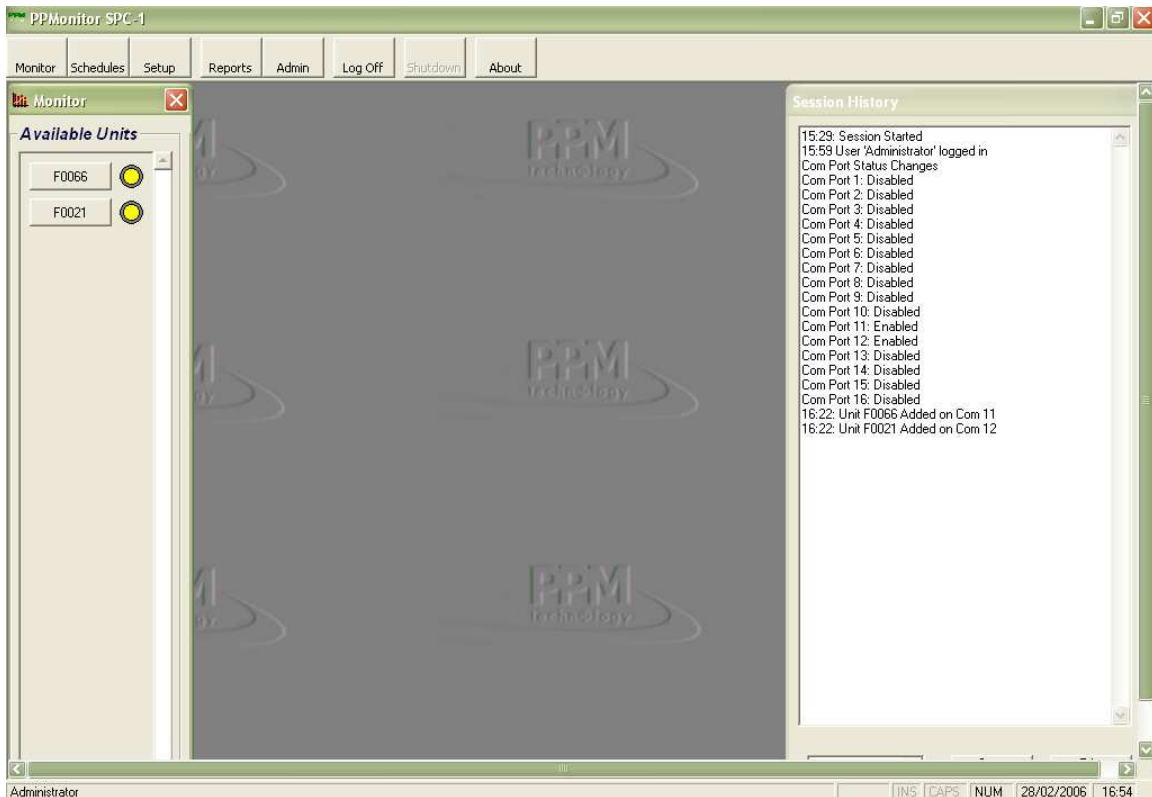 PPMonitor SPC-1
Monitor Schedules Setup Reports Admin Log Off Shutdown About
Monitor
Available Units
F0066
F0021
PPM
technology
PPM
technology
PPM
technology
Session History
15:29: Session Started
15:59 User 'Administrator' logged in
Com Port Status Changes
Com Port 1: Disabled
Com Port 2: Disabled
Com Port 3: Disabled
Com Port 4: Disabled
Com Port 5: Disabled
Com Port 6: Disabled
Com Port 7: Disabled
Com Port 8: Disabled
Com Port 9: Disabled
Com Port 10: Disabled
Com Port 11: Enabled
Com Port 12: Enabled
Com Port 13: Disabled
Com Port 14: Disabled
Com Port 15: Disabled
Com Port 16: Disabled
16:22: Unit F0066 Added on Com 11
16:22: Unit F0021 Added on Com 12
Administrator INS CAPS NUM 28/02/2006 16:54